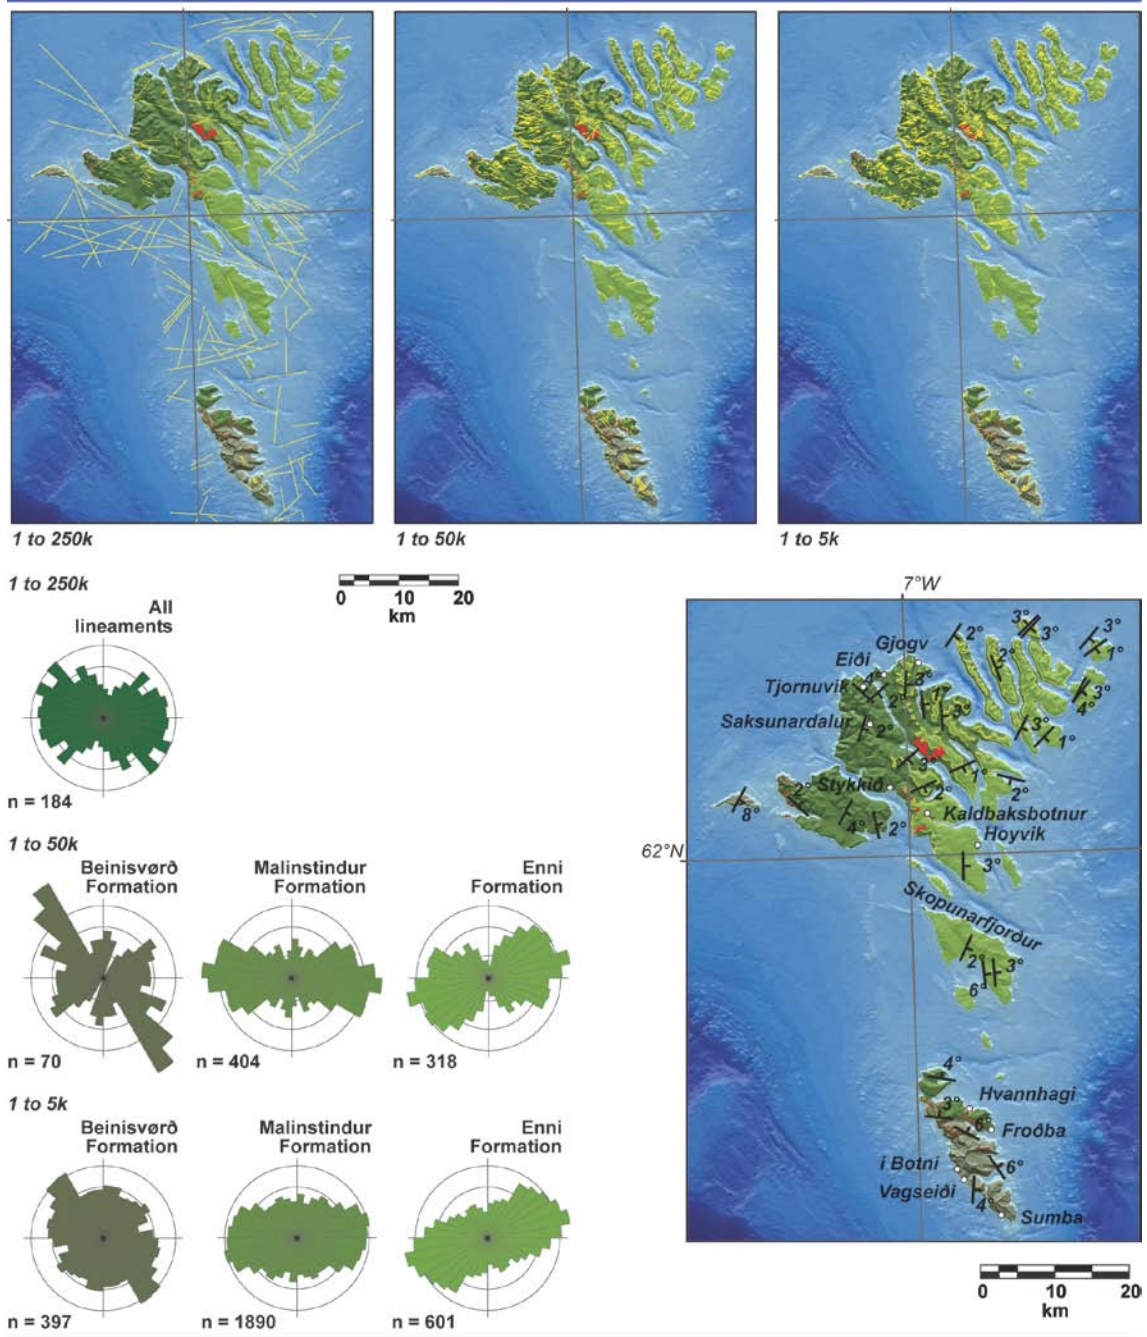 1 to 250k
1 to 50k
1 to 5k
1 to 250k
All
lineaments
n = 184
0 10 20
km
1 to 50k
Beinisvørð
Formation
n = 70
Malinstindur
Formation
n = 404
Enni
Formation
n = 318
1 to 5k
Beinisvørð
Formation
n = 397
Malinstindur
Formation
n = 1890
Enni
Formation
n = 601
7°W
3°
3°
2°
3°
1°
Gjogv
2°
Eiði
4°
3°
Tjornuvik
2°
1°
3°
3°
4°
Saksunardalur
2°
3°
1°
3°
1°
2°
Stykkið
2°
2°
8°
4°
2°
Kaldbaksbotnur
Hoyvik
62°N
3°
Skopunarfjorður
2°
3°
6°
4°
Hvannhagi
3°
6°
Froðba
i Botni
6°
Vagseiði
4°
Sumba
0 10 20
km